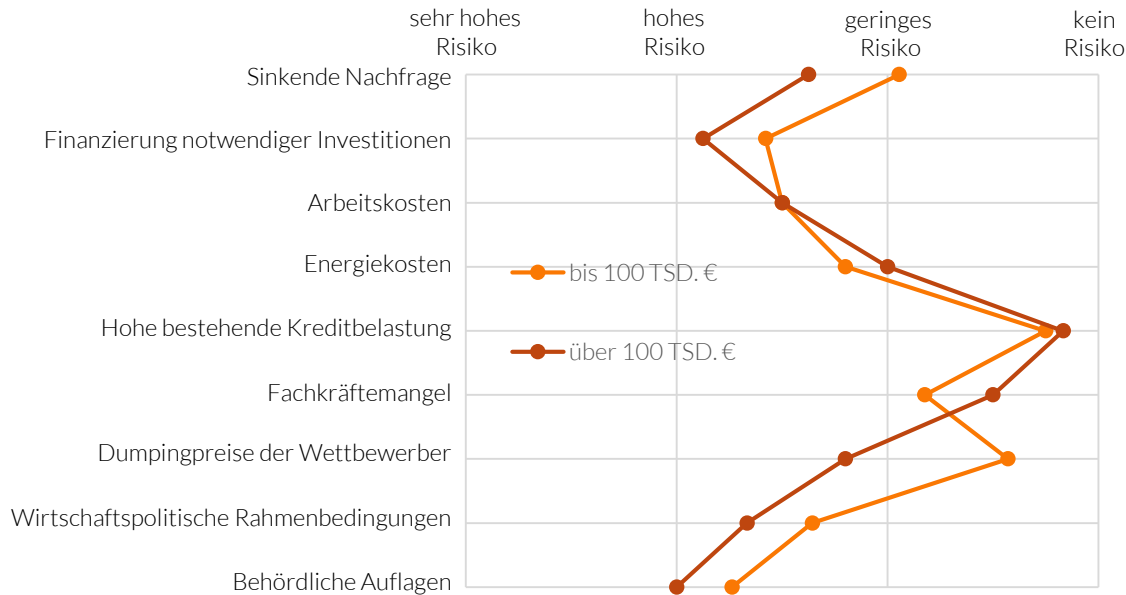 sehr hohes
Risiko
hohes
Risiko
geringes
Risiko
kein
Risiko
Sinkende Nachfrage
Finanzierung notwendiger Investitionen
Arbeitskosten
Energiekosten
bis 100 TSD. €
Hohe bestehende Kreditbelastung
über 100 TSD. €
Fachkräftemangel
Dumpingpreise der Wettbewerber
Wirtschaftspolitische Rahmenbedingungen
Behördliche Auflagen